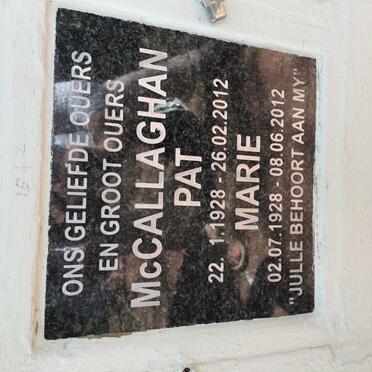 ONS GELIEFDE OUERS
EN GROOT OUERS
McCALLAGHAN
PAT
22. 1.1928 - 26.02.2012
MARIE
02.07.1928 - 08.06.2012
"JULLE BEHOORT AAN MY"